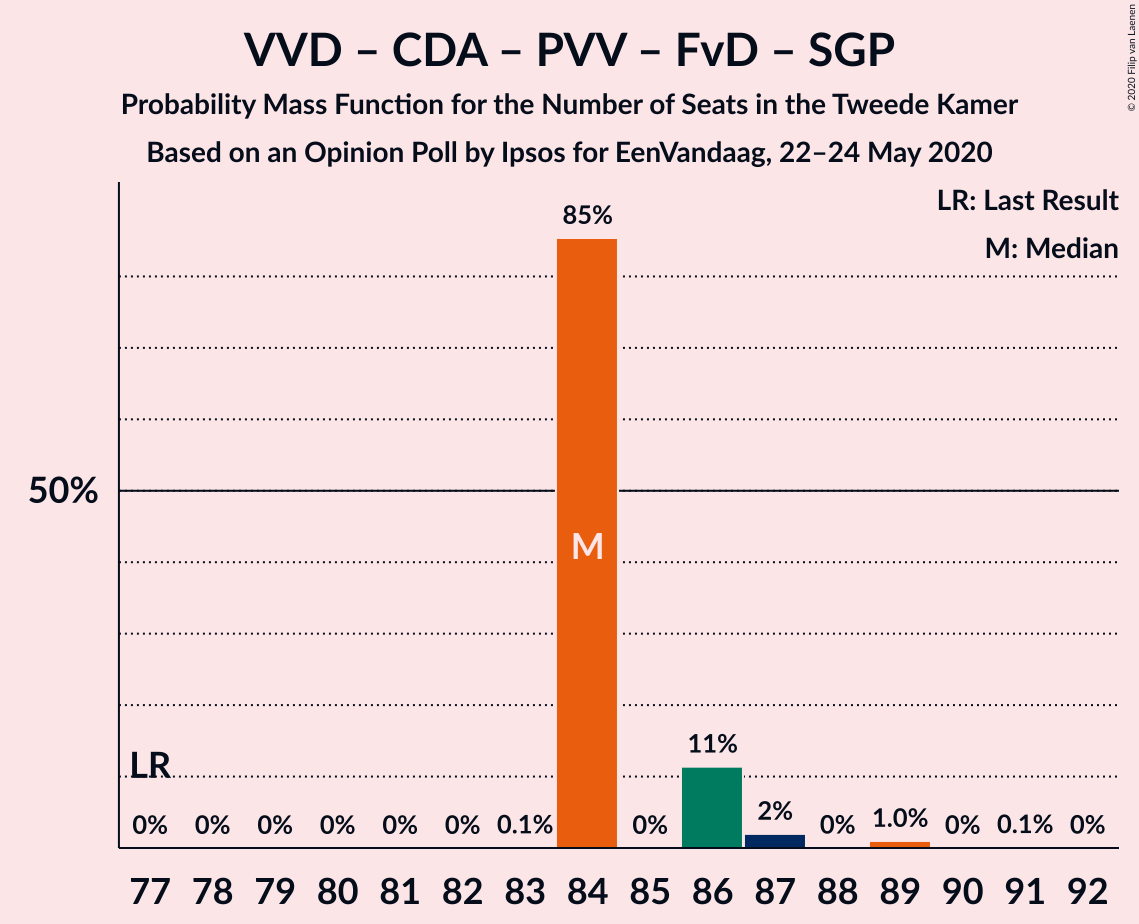 VVD – CDA – PVV – FvD – SGP
Probability Mass Function for the Number of Seats in the Tweede Kamer
Based on an Opinion Poll by Ipsos for EenVandaag, 22–24 May 2020
© 2020 Filip van Laenen
LR: Last Result
M: Median
85%
50%
M
11%
LR
0% 0% 0% 0% 0% 0% 0.1% 0% 2% 0% 1.0% 0% 0.1% 0%
77 78 79 80 81 82 83 84 85 86 87 88 89 90 91 92